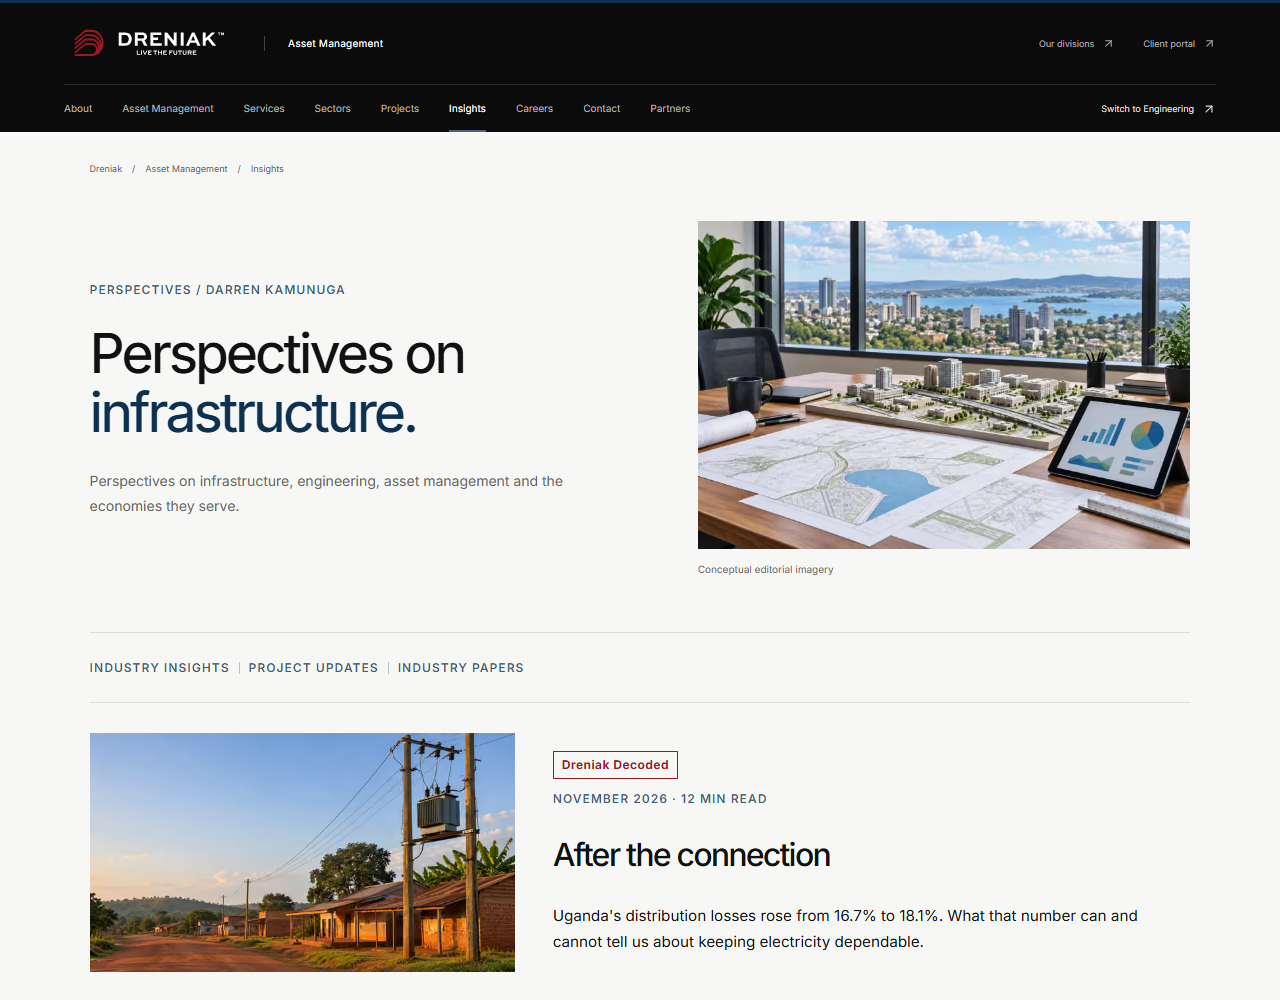 DRENIAK™
LIVE THE FUTURE
Asset Management
Our divisions
Client portal
About
Asset Management
Services
Sectors
Projects
Insights
Careers
Contact
Partners
Switch to Engineering
Dreniak / Asset Management / Insights
PERSPECTIVES / DARREN KAMUNUGA
Perspectives on
infrastructure.
Perspectives on infrastructure, engineering, asset management and the
economies they serve.
Conceptual editorial imagery
INDUSTRY INSIGHTS
PROJECT UPDATES
INDUSTRY PAPERS
Dreniak Decoded
NOVEMBER 2026 · 12 MIN READ
After the connection
Uganda's distribution losses rose from 16.7% to 18.1%. What that number can and
cannot tell us about keeping electricity dependable.